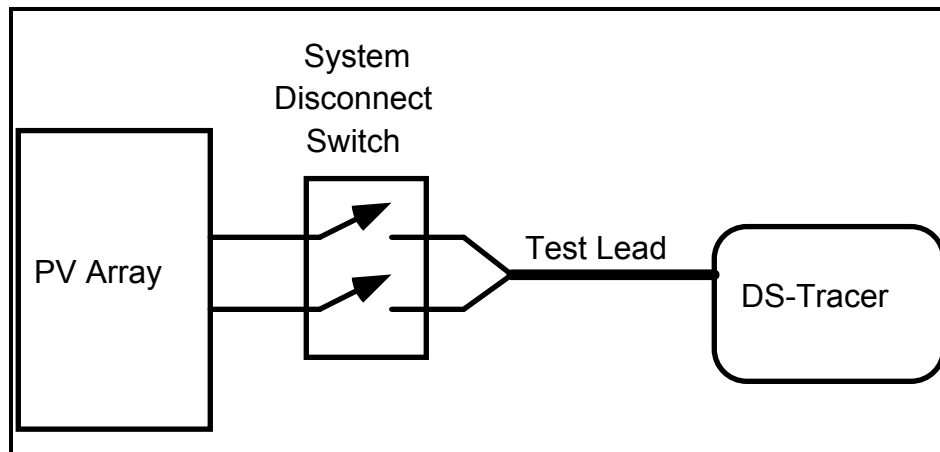 System
Disconnect
Switch
PV Array
Test Lead
DS-Tracer